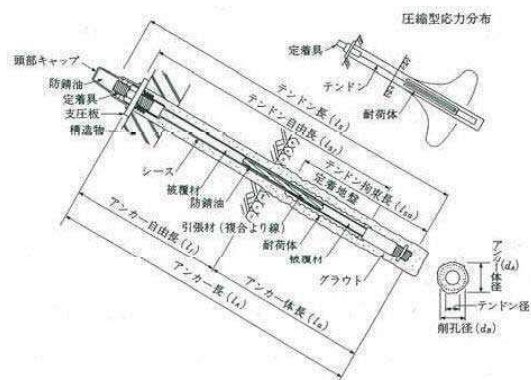 圧縮型応力分布
定着具
テンドン
耐荷体
頭部キャップ
防錆油
定着具
支圧板
構造物
テンドン長(ls)
テンドン自由長(lsf)
テンドン拘束長(lsa)
定着地盤
シース
被覆材
防錆油
引張材(複合より線)
耐荷体
被覆材
グラウト
アンカー自由長(lf)
アンカー体長(la)
アンカー長(lA)
アンカー体径(dA)
テンドン径
削孔径(dB)